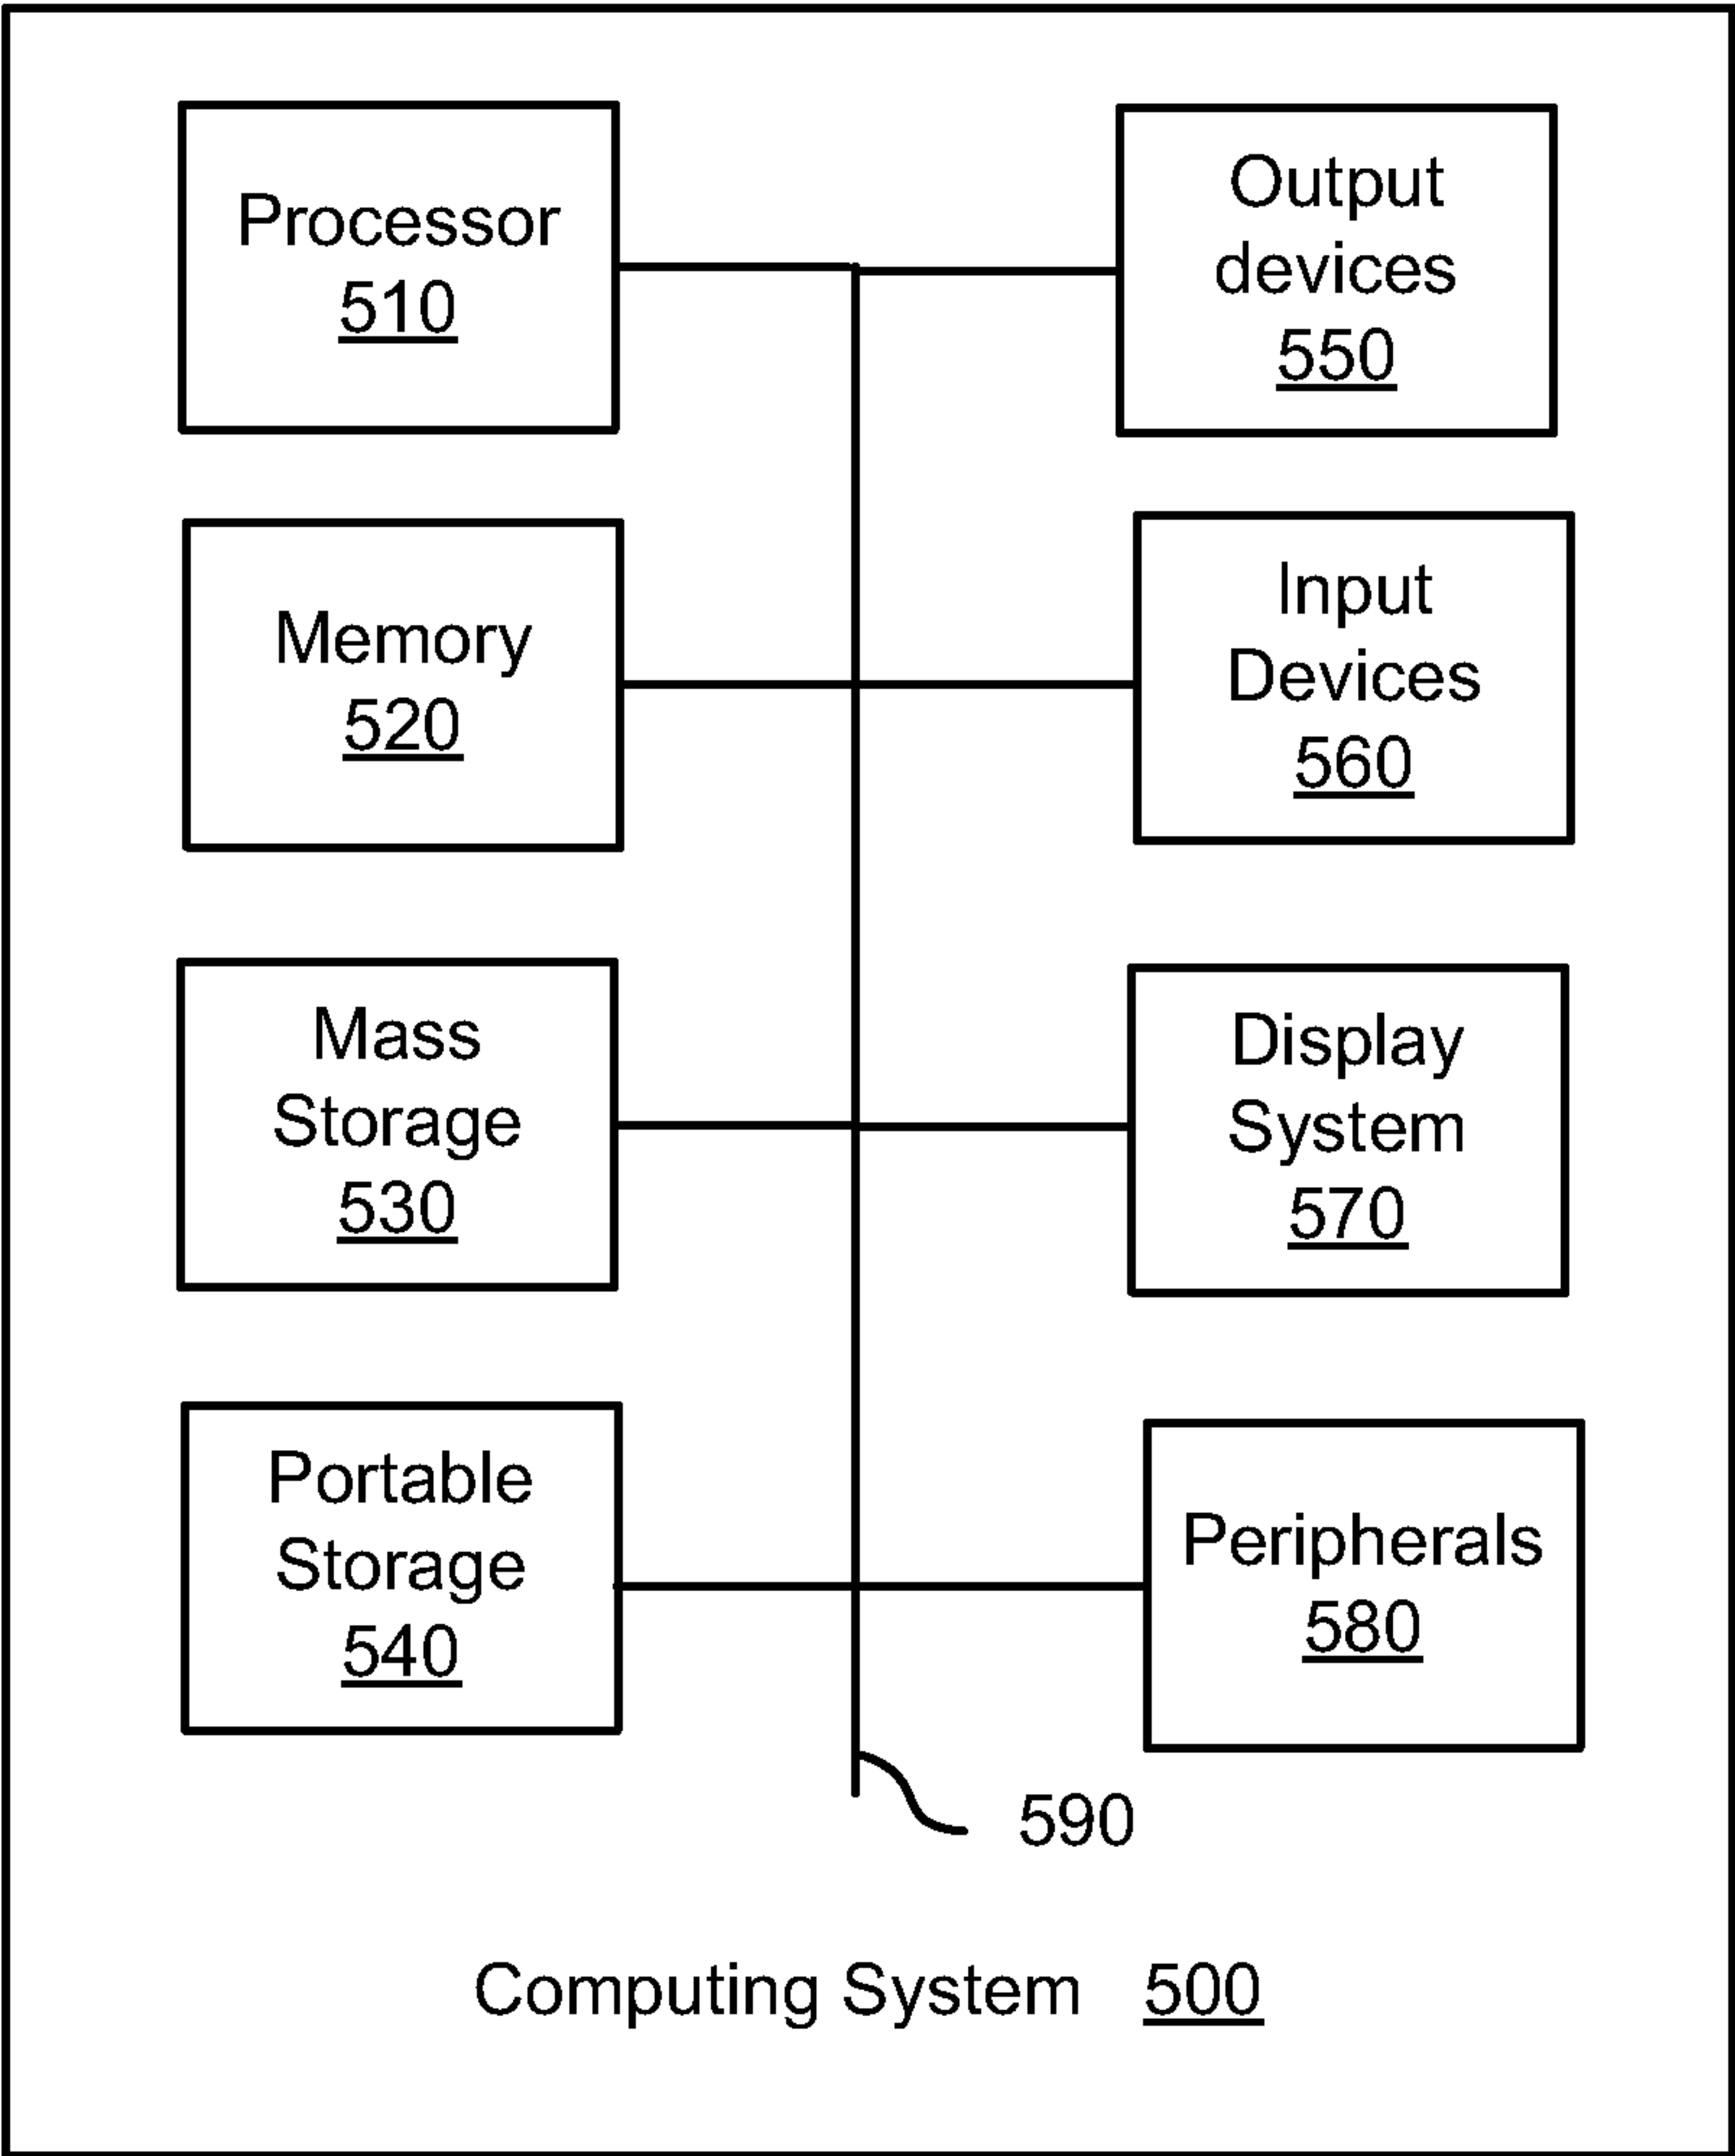 Processor
510
Output
devices
550
Memory
520
Input
Devices
560
Mass
Storage
530
Display
System
570
Portable
Storage
540
Peripherals
580
590
Computing System 500